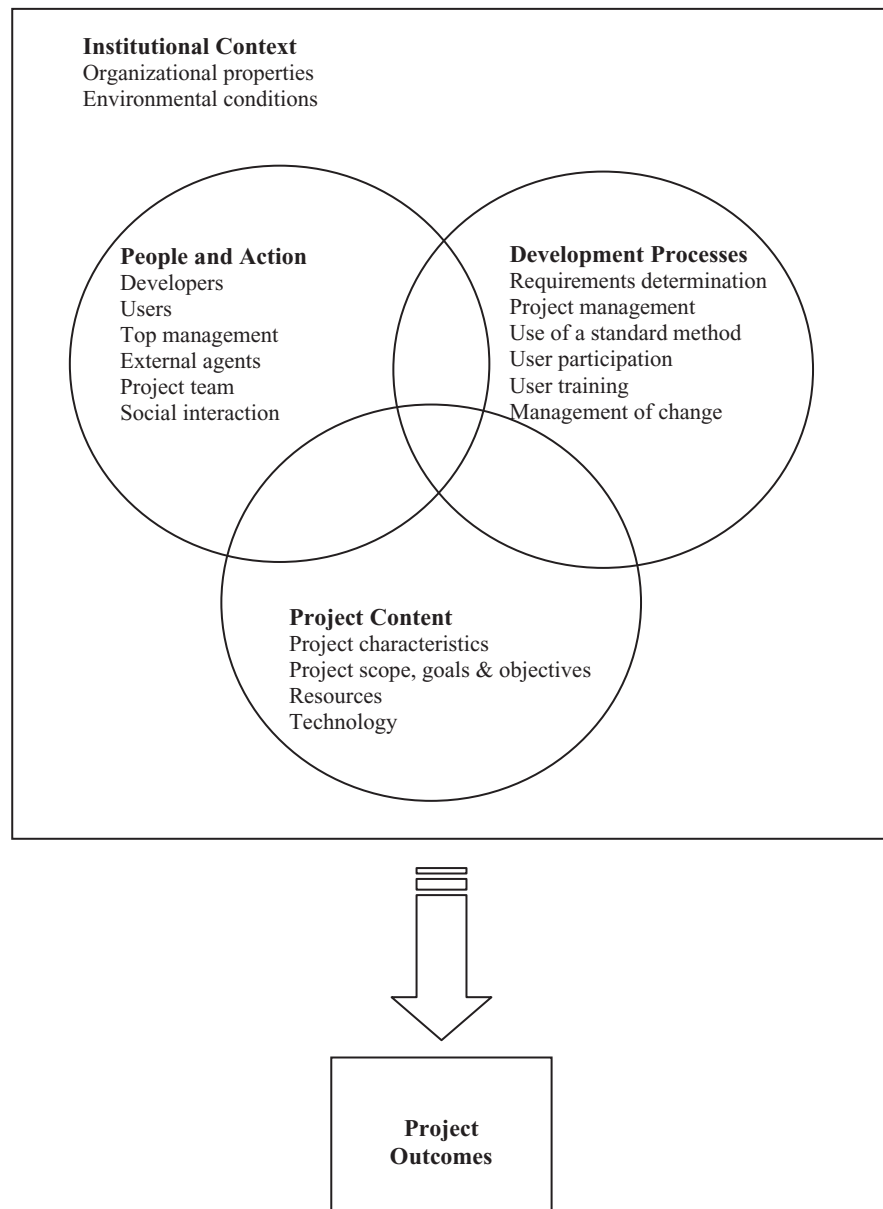 Institutional Context
Organizational properties
Environmental conditions
People and Action
Developers
Users
Top management
External agents
Project team
Social interaction
Development Processes
Requirements determination
Project management
Use of a standard method
User participation
User training
Management of change
Project Content
Project characteristics
Project scope, goals & objectives
Resources
Technology
Project
Outcomes